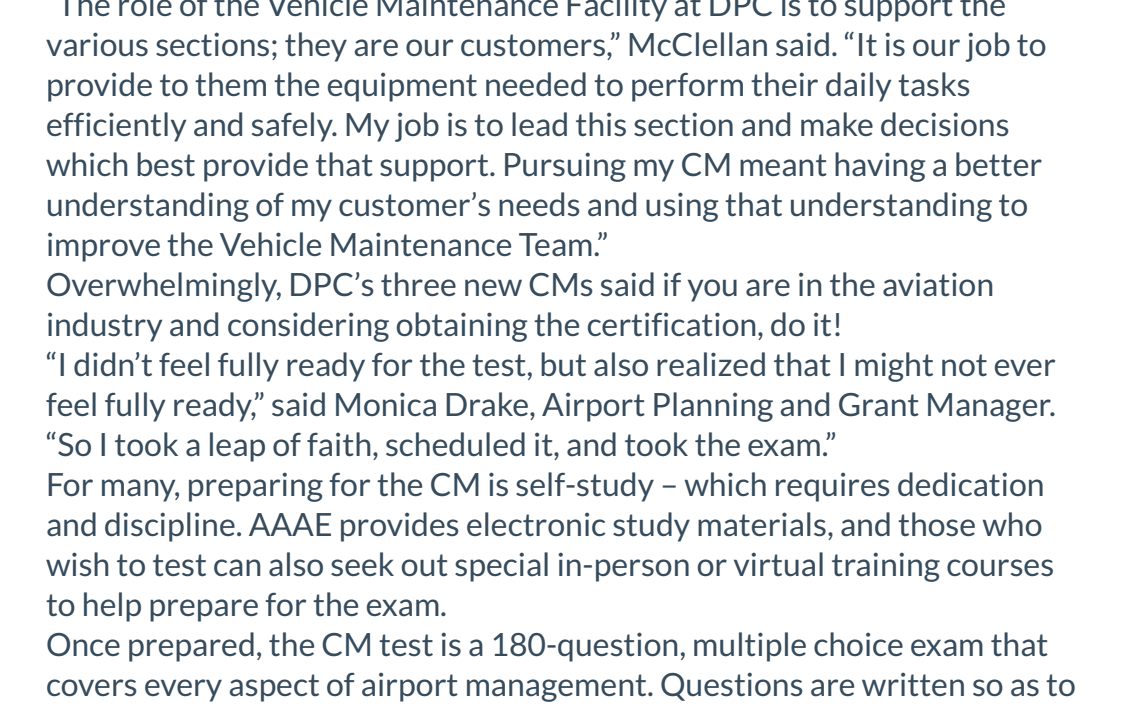 “The role of the Vehicle Maintenance Facility at DPC is to support the
various sections; they are our customers,” McClellan said. “It is our job to
provide to them the equipment needed to perform their daily tasks
efficiently and safely. My job is to lead this section and make decisions
which best provide that support. Pursuing my CM meant having a better
understanding of my customer’s needs and using that understanding to
improve the Vehicle Maintenance Team.”
Overwhelmingly, DPC’s three new CMs said if you are in the aviation
industry and considering obtaining the certification, do it!
“I didn’t feel fully ready for the test, but also realized that I might not ever
feel fully ready,” said Monica Drake, Airport Planning and Grant Manager.
“So I took a leap of faith, scheduled it, and took the exam.”
For many, preparing for the CM is self-study – which requires dedication
and discipline. AAAE provides electronic study materials, and those who
wish to test can also seek out special in-person or virtual training courses
to help prepare for the exam.
Once prepared, the CM test is a 180-question, multiple choice exam that
covers every aspect of airport management. Questions are written so as to